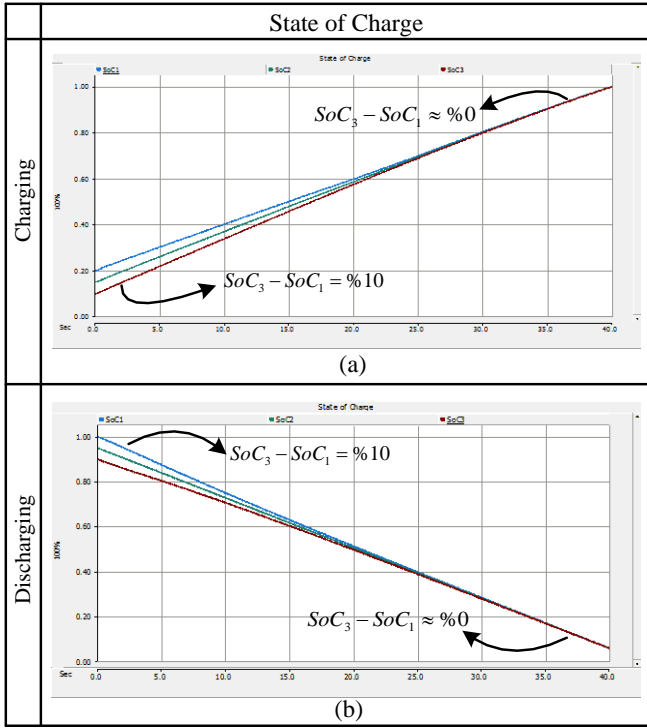 State of Charge
Charging
State of Charge
SoC1 SoC2 SoC3
1.00
0.80
0.60
0.40
0.20
0.00
100%
SoC₃ − SoC₁ ≈ %0
SoC₃ − SoC₁ = %10
Sec 0.0 5.0 10.0 15.0 20.0 25.0 30.0 35.0 40.0
(a)
Discharging
State of Charge
SoC1 SoC2 SoC3
1.00
0.80
0.60
0.40
0.20
0.00
100%
SoC₃ − SoC₁ = %10
SoC₃ − SoC₁ ≈ %0
Sec 0.0 5.0 10.0 15.0 20.0 25.0 30.0 35.0 40.0
(b)